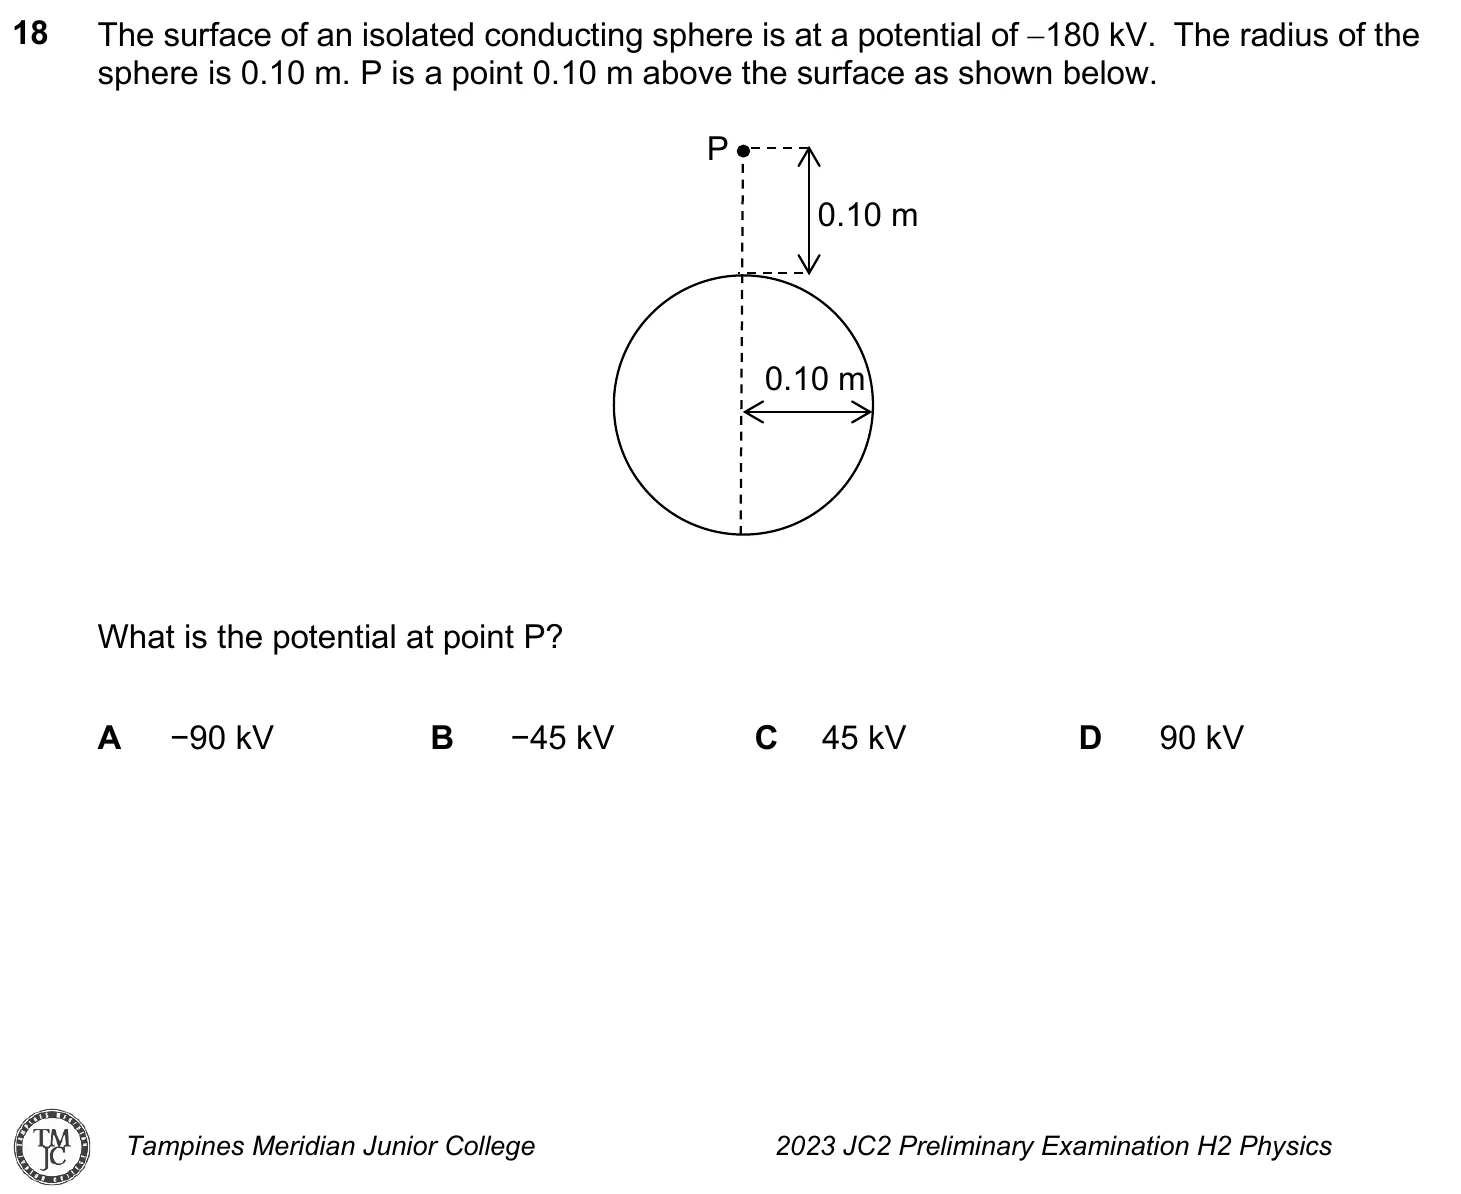 18 The surface of an isolated conducting sphere is at a potential of −180 kV. The radius of the
sphere is 0.10 m. P is a point 0.10 m above the surface as shown below.
P
0.10 m
0.10 m
What is the potential at point P?
A −90 kV B −45 kV C 45 kV D 90 kV
TM
JC
Tampines Meridian Junior College 2023 JC2 Preliminary Examination H2 Physics